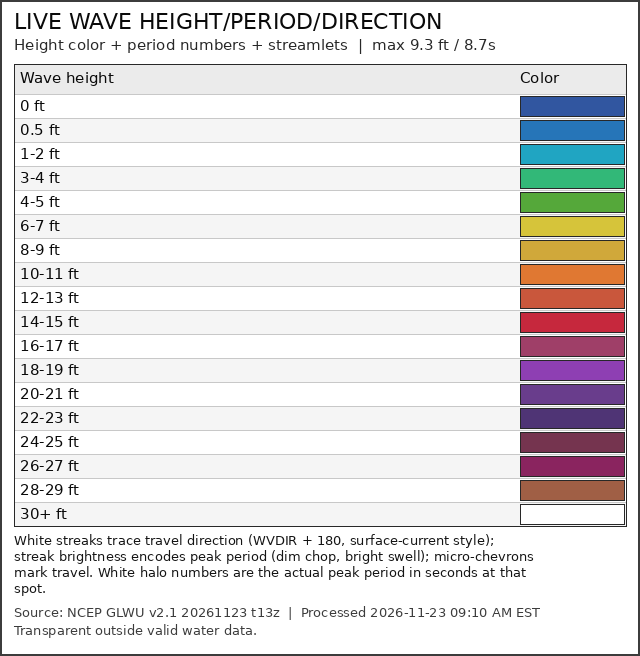 LIVE WAVE HEIGHT/PERIOD/DIRECTION
Height color + period numbers + streamlets  |  max 9.3 ft / 8.7s
Wave height Color
0 ft
0.5 ft
1-2 ft
3-4 ft
4-5 ft
6-7 ft
8-9 ft
10-11 ft
12-13 ft
14-15 ft
16-17 ft
18-19 ft
20-21 ft
22-23 ft
24-25 ft
26-27 ft
28-29 ft
30+ ft
White streaks trace travel direction (WVDIR + 180, surface-current style);
streak brightness encodes peak period (dim chop, bright swell); micro-chevrons
mark travel. White halo numbers are the actual peak period in seconds at that
spot.
Source: NCEP GLWU v2.1 20261123 t13z  |  Processed 2026-11-23 09:10 AM EST
Transparent outside valid water data.